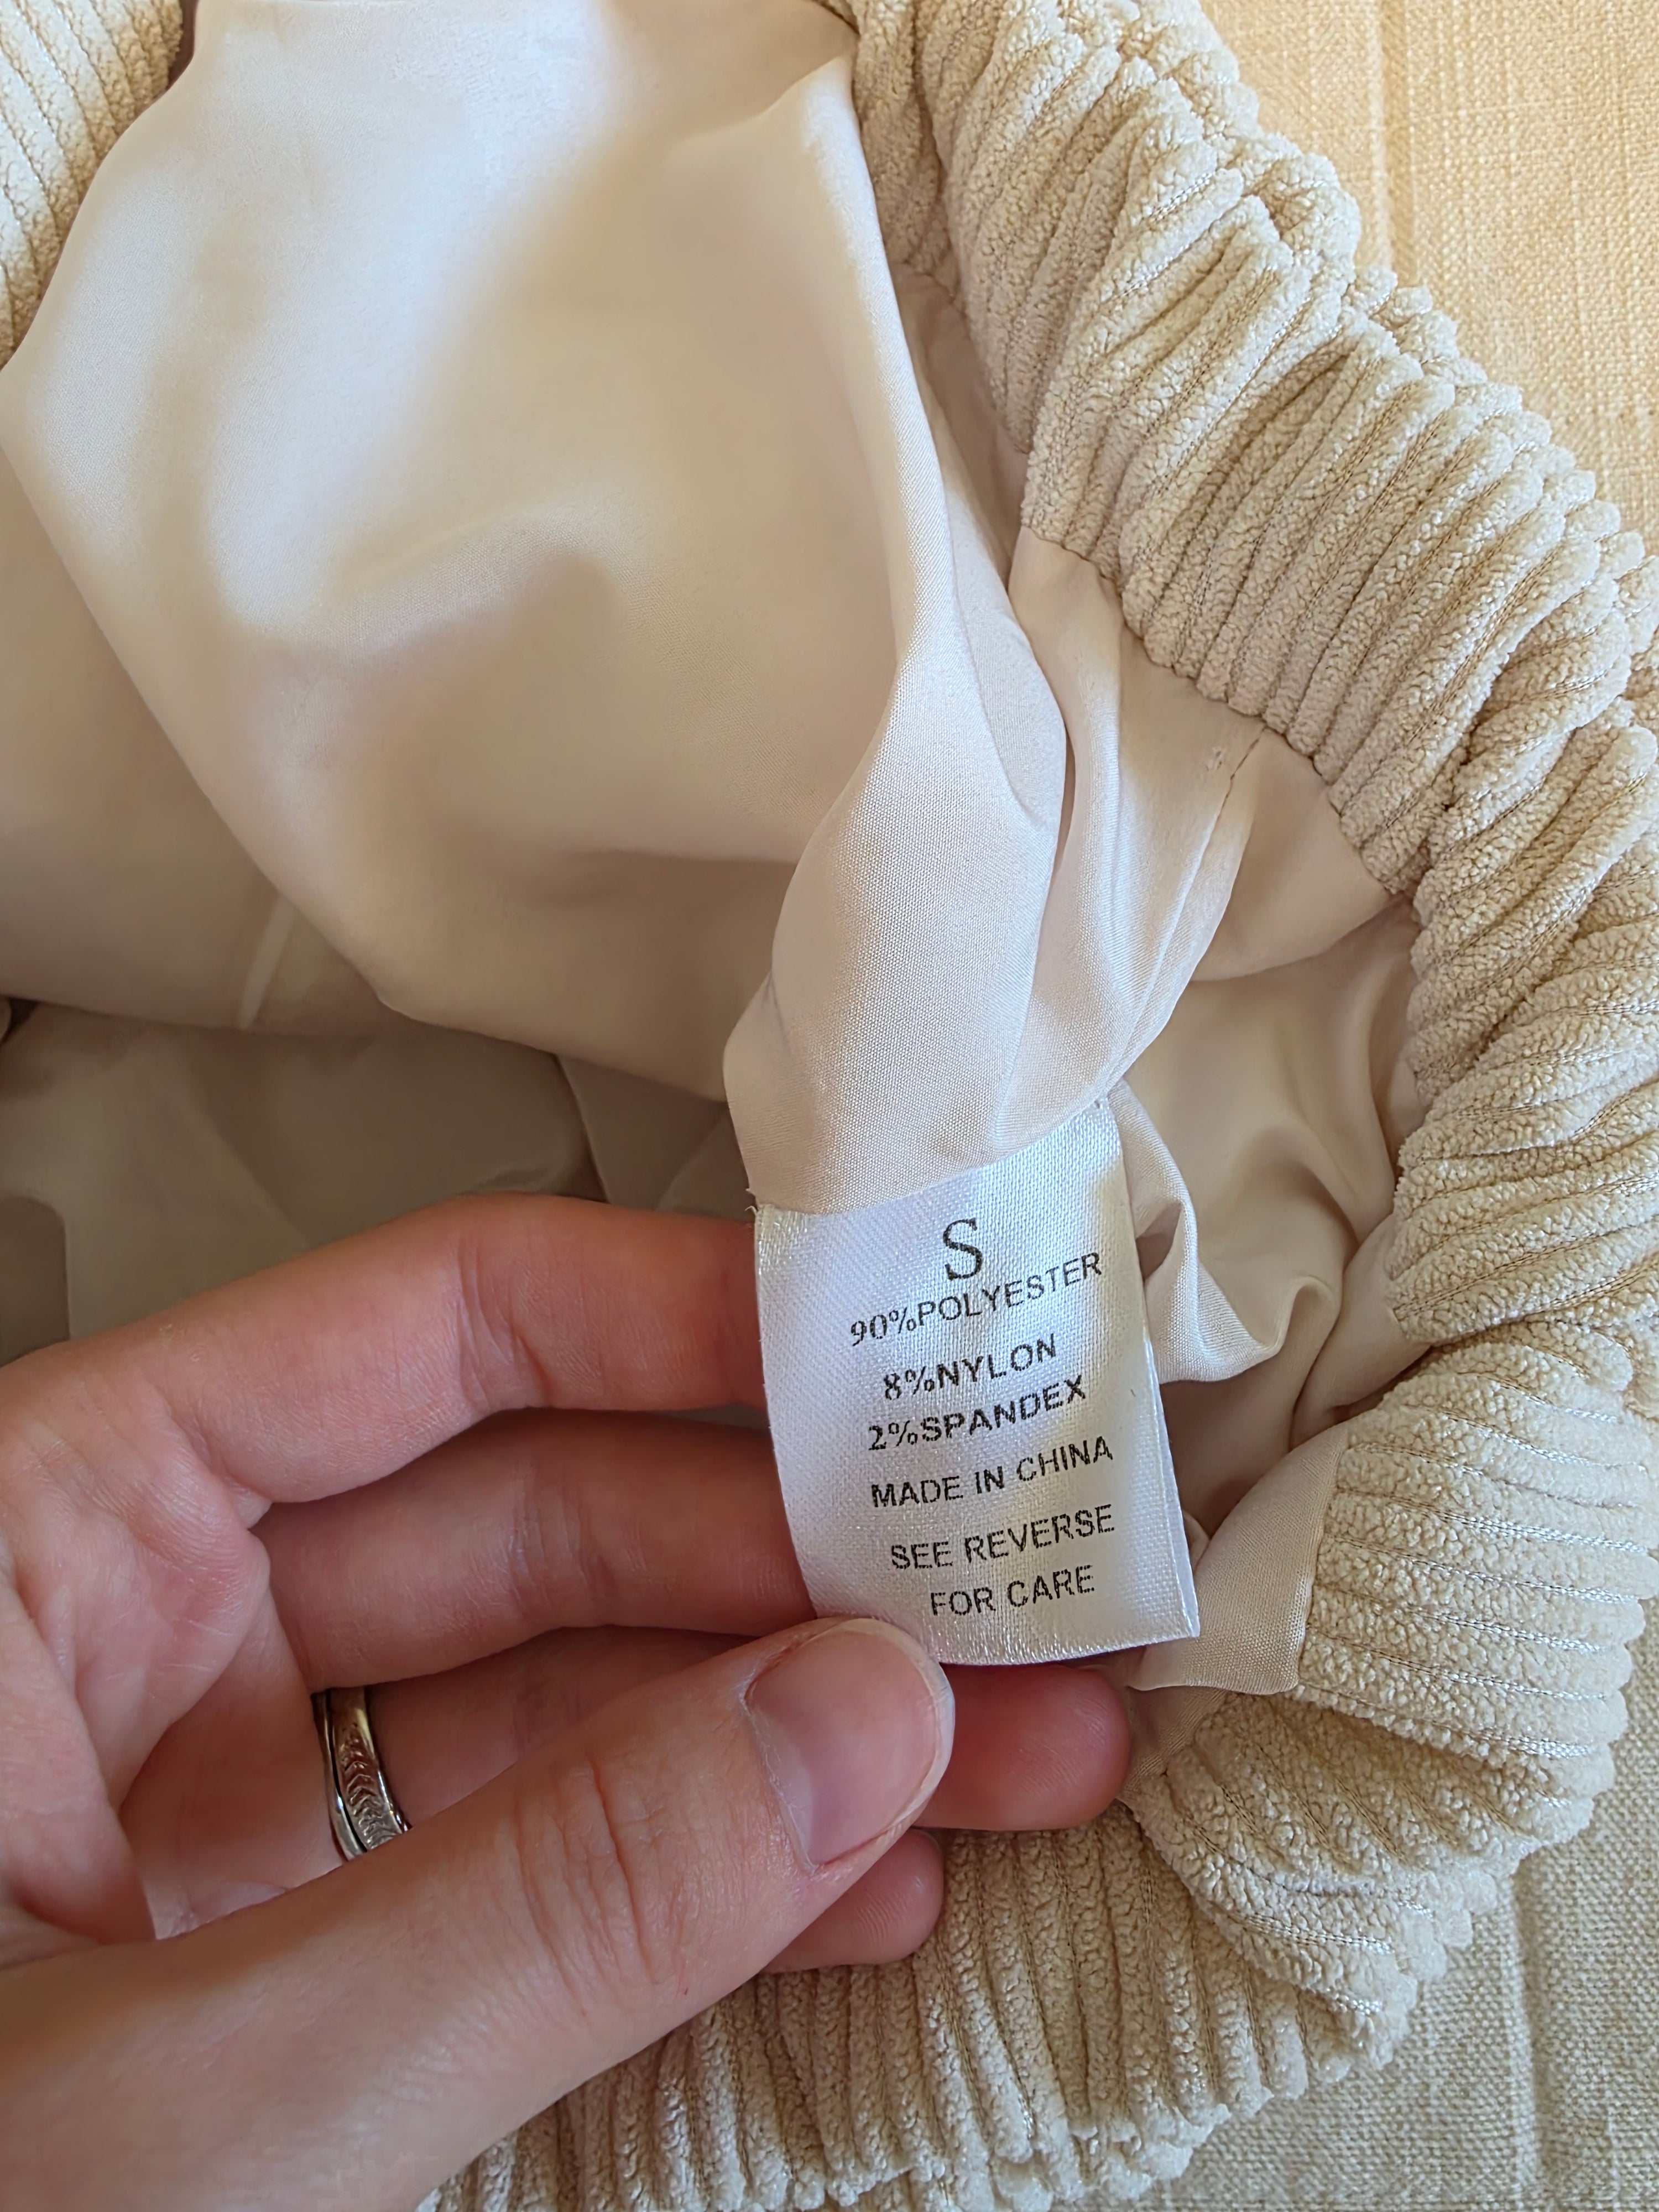 S
90%POLYESTER
8%NYLON
2%SPANDEX
MADE IN CHINA
SEE REVERSE
FOR CARE